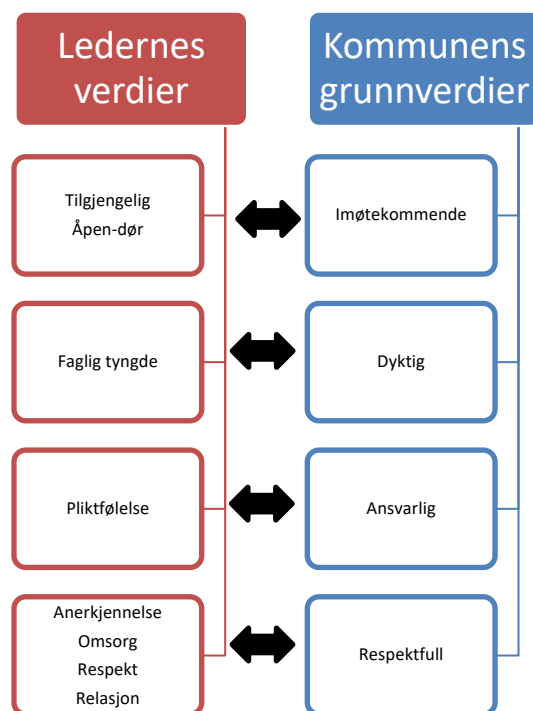 Ledernes
verdier
Kommunens
grunnverdier
Tilgjengelig
Åpen-dør
Imøtekommende
Faglig tyngde
Dyktig
Pliktfølelse
Ansvarlig
Anerkjennelse
Omsorg
Respekt
Relasjon
Respektfull